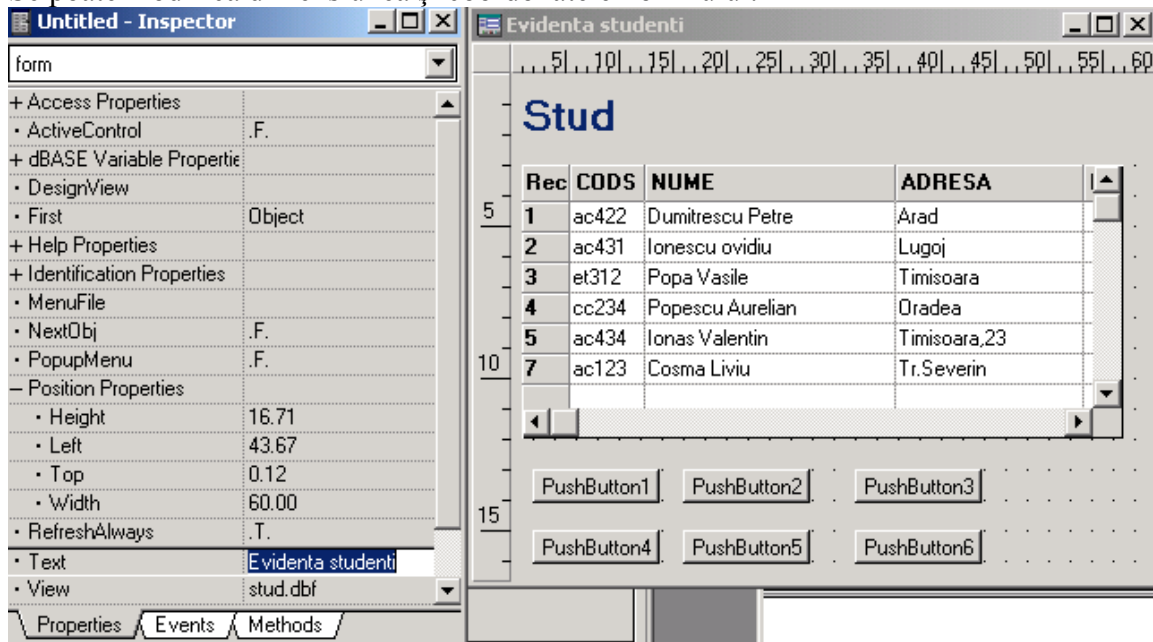 Untitled - Inspector
form
+ Access Properties
• ActiveControl .F.
+ dBASE Variable Propertie
• DesignView
• First Object
+ Help Properties
+ Identification Properties
• MenuFile
• NextObj .F.
• PopupMenu .F.
– Position Properties
• Height 16.71
• Left 43.67
• Top 0.12
• Width 60.00
• RefreshAlways .T.
• Text Evidenta studenti
• View stud.dbf
Properties Events Methods
Evidenta studenti
5 10 15 20 25 30 35 40 45 50 55 60
Stud
Rec CODS NUME ADRESA
5
1 ac422 Dumitrescu Petre Arad
2 ac431 Ionescu ovidiu Lugoj
3 et312 Popa Vasile Timisoara
4 cc234 Popescu Aurelian Oradea
5 ac434 Ionas Valentin Timisoara,23
10
7 ac123 Cosma Liviu Tr.Severin
PushButton1 PushButton2 PushButton3
15
PushButton4 PushButton5 PushButton6